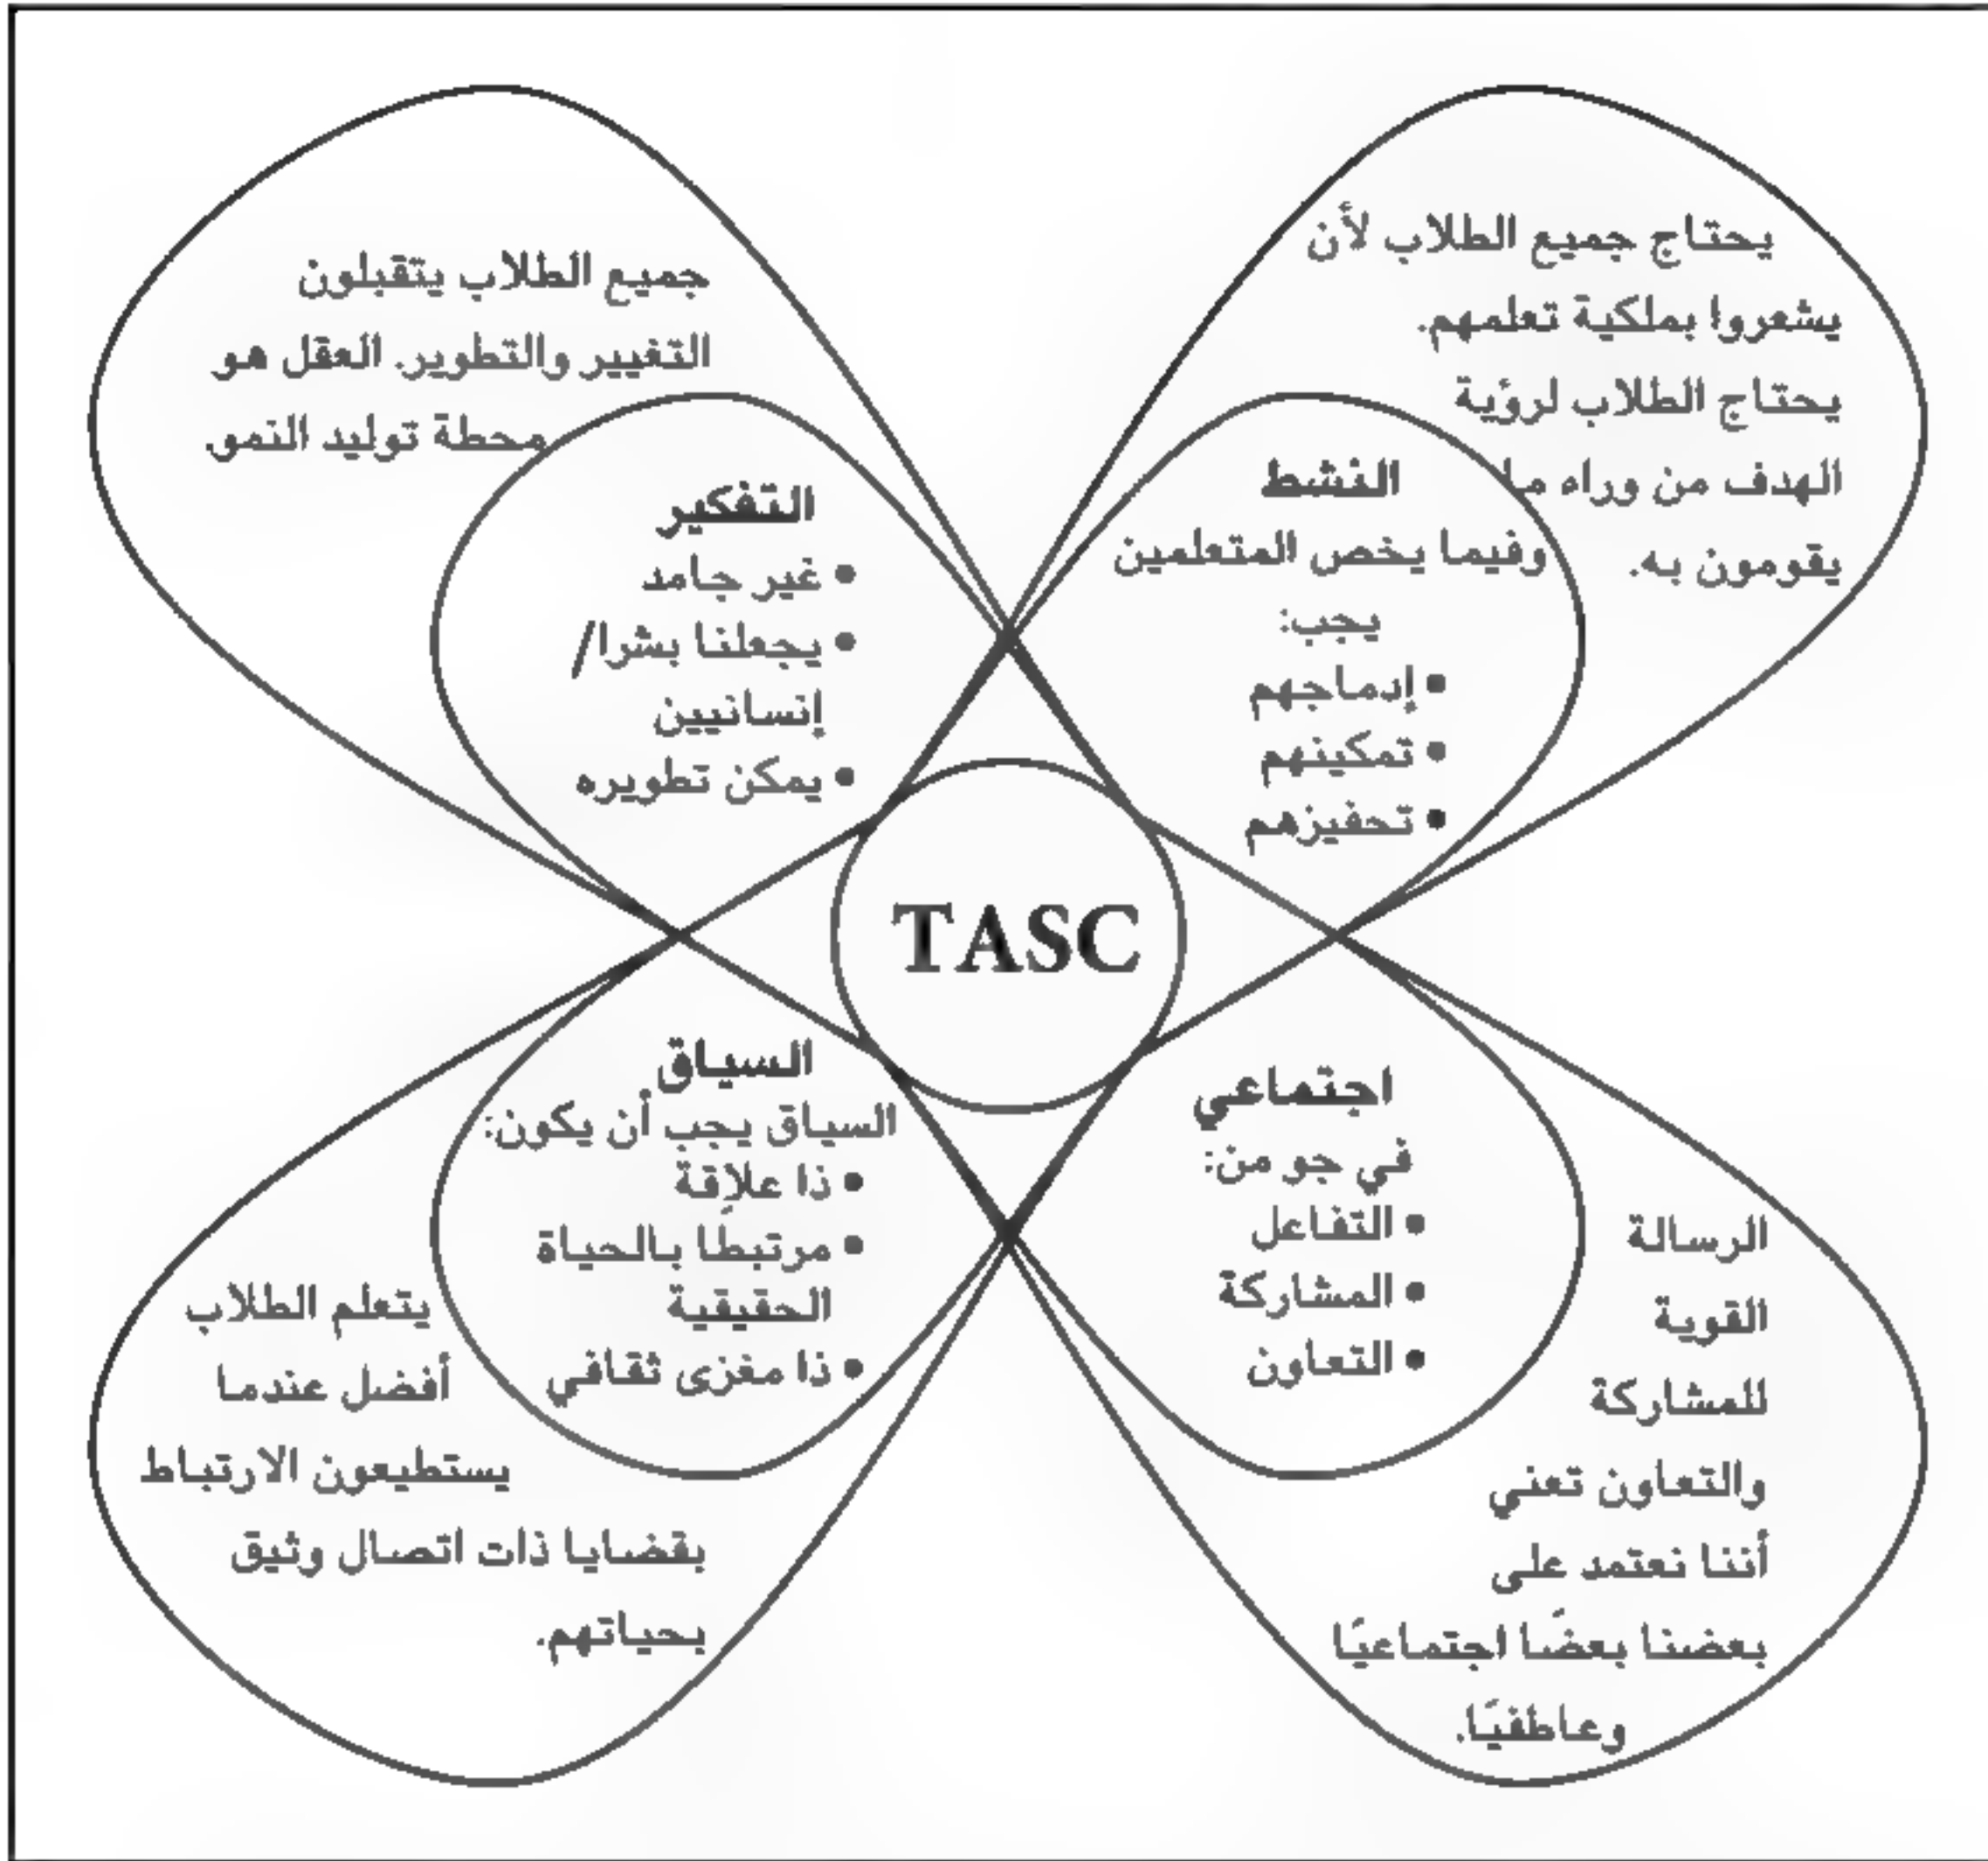 يحتاج جميع الطلاب لأن
يشعروا بملكية تعلمهم.
يحتاج الطلاب لرؤية
الهدف من وراء ما
يقومون به.
النشط
وفيما يخص المتعلمين
يجب:
• إدماجهم
• تمكينهم
• تحفيزهم
جميع الطلاب يتقبلون
التغيير والتطوير. العقل هو
محطة توليد النمو.
التفكير
• غير جامد
• يجعلنا بشرا/
إنسانيين
• يمكن تطويره
TASC
اجتماعي
في جو من:
• التفاعل
• المشاركة
• التعاون
الرسالة
القوية
للمشاركة
والتعاون تعني
أننا نعتمد على
بعضنا بعضًا اجتماعيًا
وعاطفيًا.
السياق
السياق يجب أن يكون:
• ذا علاقة
• مرتبطًا بالحياة
الحقيقية
• ذا مغزى ثقافي
يتعلم الطلاب
أفضل عندما
يستطيعون الارتباط
بقضايا ذات اتصال وثيق
بحياتهم.